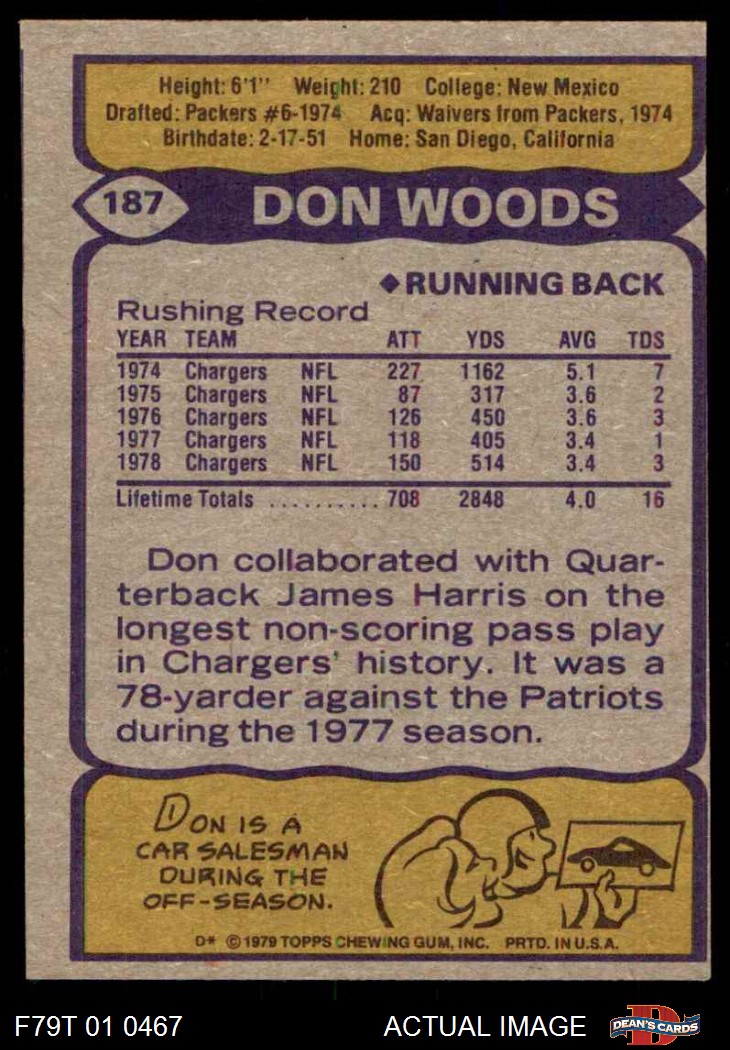 Height: 6'1" Weight: 210 College: New Mexico
Drafted: Packers #6-1974 Acq: Waivers from Packers, 1974
Birthdate: 2-17-51 Home: San Diego, California
187 DON WOODS
◆RUNNING BACK
Rushing Record
YEAR TEAM ATT YDS AVG TDS
1974 Chargers NFL 227 1162 5.1 7
1975 Chargers NFL 87 317 3.6 2
1976 Chargers NFL 126 450 3.6 3
1977 Chargers NFL 118 405 3.4 1
1978 Chargers NFL 150 514 3.4 3
Lifetime Totals .......... 708 2848 4.0 16
Don collaborated with Quar-
terback James Harris on the
longest non-scoring pass play
in Chargers' history. It was a
78-yarder against the Patriots
during the 1977 season.
DON IS A
CAR SALESMAN
DURING THE
OFF-SEASON.
D* © 1979 TOPPS CHEWING GUM, INC. PRTD. IN U.S.A.
F79T 01 0467 ACTUAL IMAGE D DEAN'S CARDS